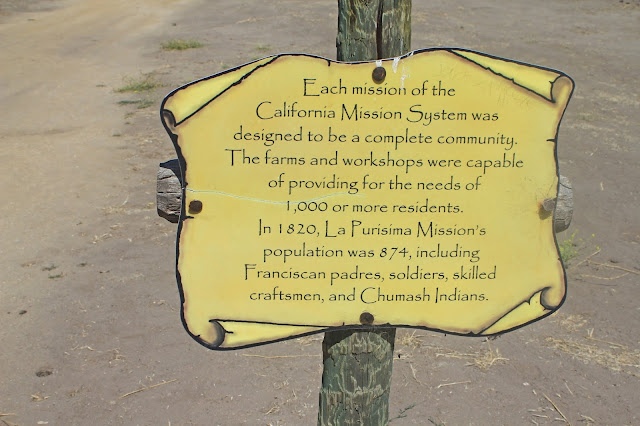 Each mission of the
California Mission System was
designed to be a complete community.
The farms and workshops were capable
of providing for the needs of
1,000 or more residents.
In 1820, La Purisima Mission's
population was 874, including
Franciscan padres, soldiers, skilled
craftsmen, and Chumash Indians.